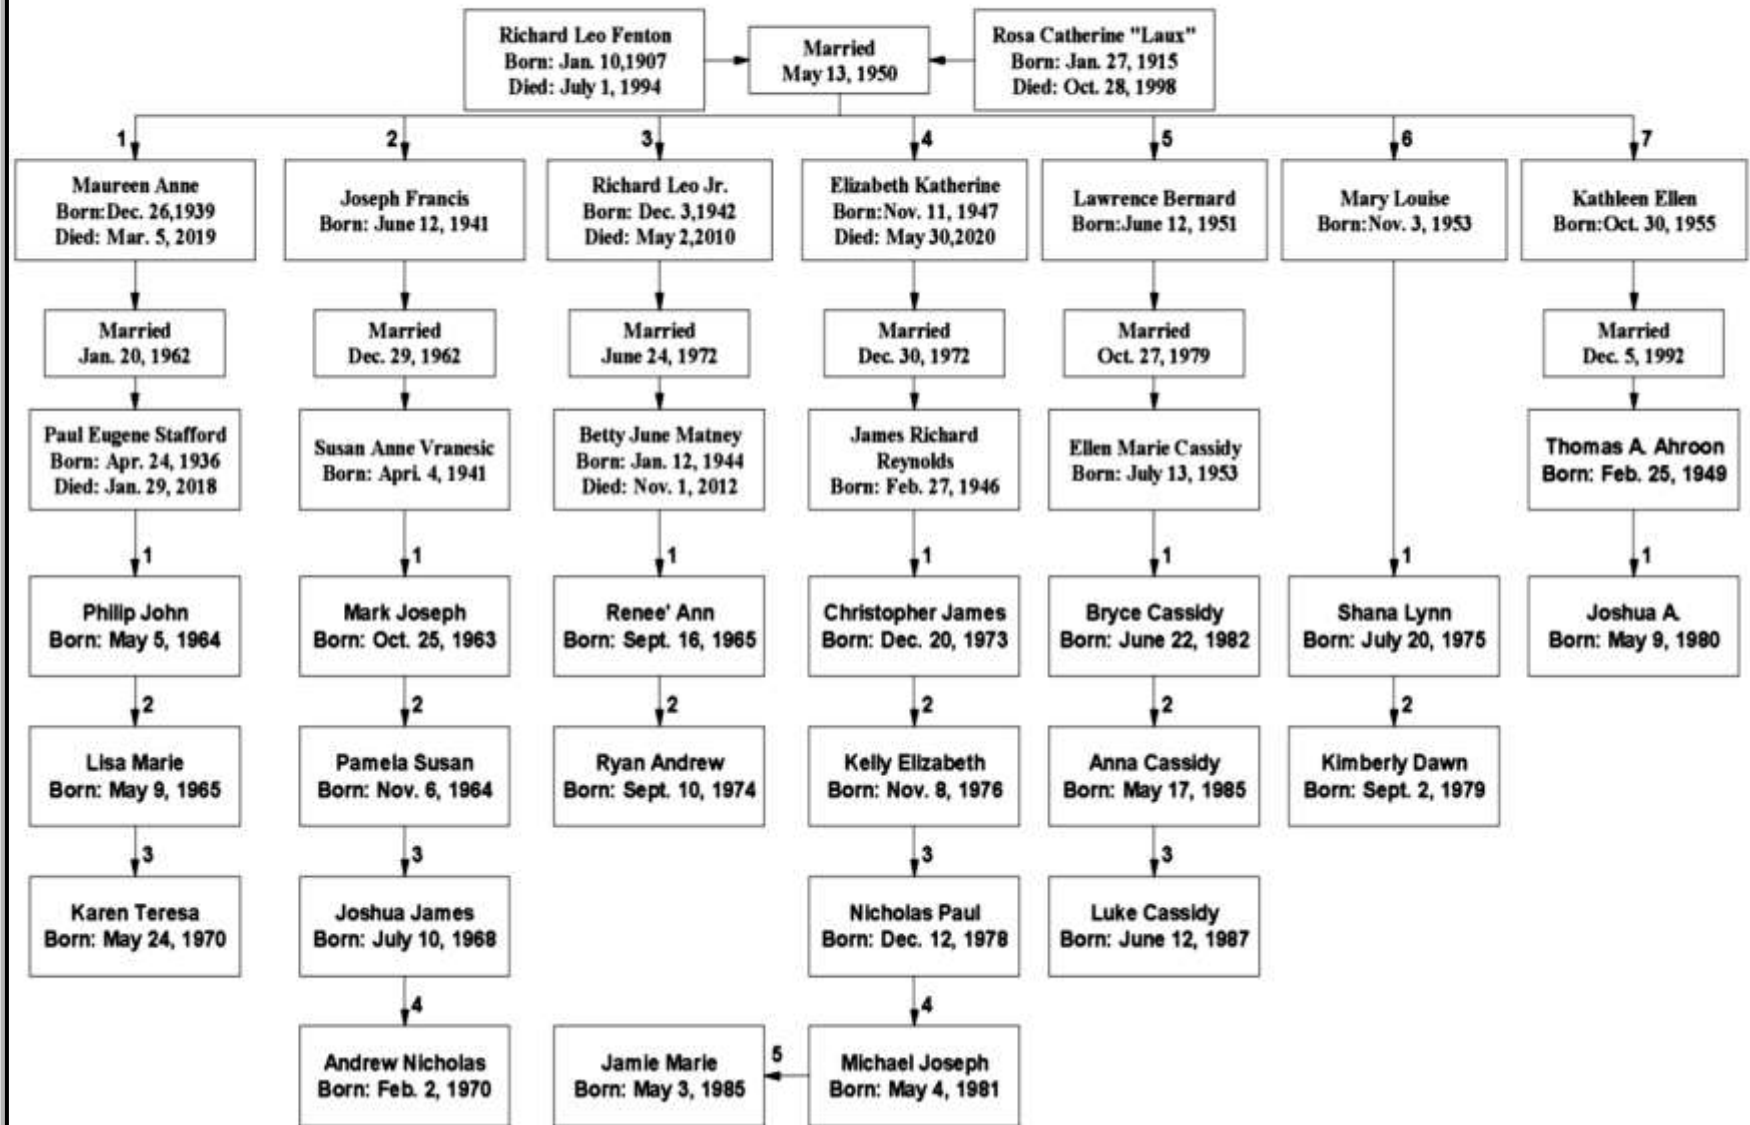 Richard Leo Fenton
Born: Jan. 10,1907
Died: July 1, 1994
Married
May 13, 1950
Rosa Catherine "Laux"
Born: Jan. 27, 1915
Died: Oct. 28, 1998
1
2
3
4
5
6
7
Maureen Anne
Born:Dec. 26,1939
Died: Mar. 5, 2019
Joseph Francis
Born: June 12, 1941
Richard Leo Jr.
Born: Dec. 3,1942
Died: May 2,2010
Elizabeth Katherine
Born:Nov. 11, 1947
Died: May 30,2020
Lawrence Bernard
Born:June 12, 1951
Mary Louise
Born:Nov. 3, 1953
Kathleen Ellen
Born:Oct. 30, 1955
Married
Jan. 20, 1962
Married
Dec. 29, 1962
Married
June 24, 1972
Married
Dec. 30, 1972
Married
Oct. 27, 1979
Married
Dec. 5, 1992
Paul Eugene Stafford
Born: Apr. 24, 1936
Died: Jan. 29, 2018
Susan Anne Vranesic
Born: Apri. 4, 1941
Betty June Matney
Born: Jan. 12, 1944
Died: Nov. 1, 2012
James Richard
Reynolds
Born: Feb. 27, 1946
Ellen Marie Cassidy
Born: July 13, 1953
Thomas A. Ahroon
Born: Feb. 25, 1949
1
1
1
1
1
1
1
Philip John
Born: May 5, 1964
Mark Joseph
Born: Oct. 25, 1963
Renee' Ann
Born: Sept. 16, 1965
Christopher James
Born: Dec. 20, 1973
Bryce Cassidy
Born: June 22, 1982
Shana Lynn
Born: July 20, 1975
Joshua A.
Born: May 9, 1980
2
2
2
2
2
2
Lisa Marie
Born: May 9, 1965
Pamela Susan
Born: Nov. 6, 1964
Ryan Andrew
Born: Sept. 10, 1974
Kelly Elizabeth
Born: Nov. 8, 1976
Anna Cassidy
Born: May 17, 1985
Kimberly Dawn
Born: Sept. 2, 1979
3
3
3
3
Karen Teresa
Born: May 24, 1970
Joshua James
Born: July 10, 1968
Nicholas Paul
Born: Dec. 12, 1978
Luke Cassidy
Born: June 12, 1987
4
4
Andrew Nicholas
Born: Feb. 2, 1970
Jamie Marie
Born: May 3, 1985
5
Michael Joseph
Born: May 4, 1981